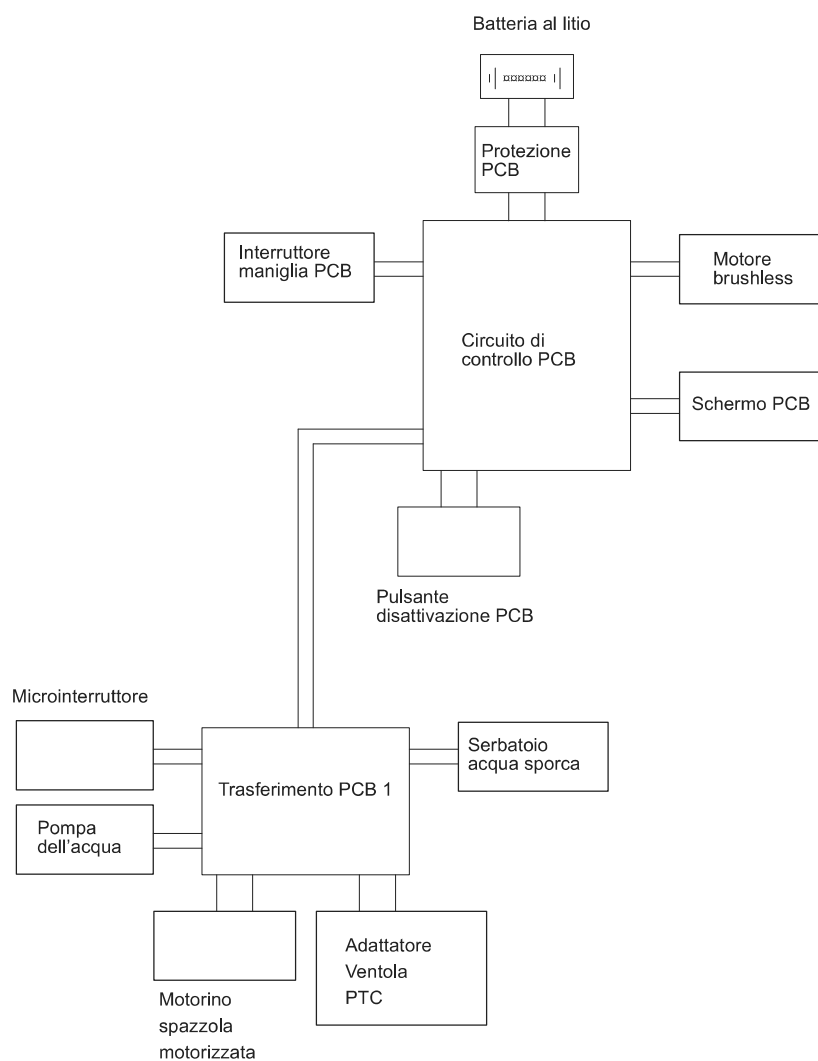 Batteria al litio
Protezione
PCB
Interruttore
maniglia PCB
Motore
brushless
Circuito di
controllo PCB
Schermo PCB
Pulsante
disattivazione PCB
Microinterruttore
Serbatoio
acqua sporca
Trasferimento PCB 1
Pompa
dell'acqua
Adattatore
Ventola
PTC
Motorino
spazzola
motorizzata